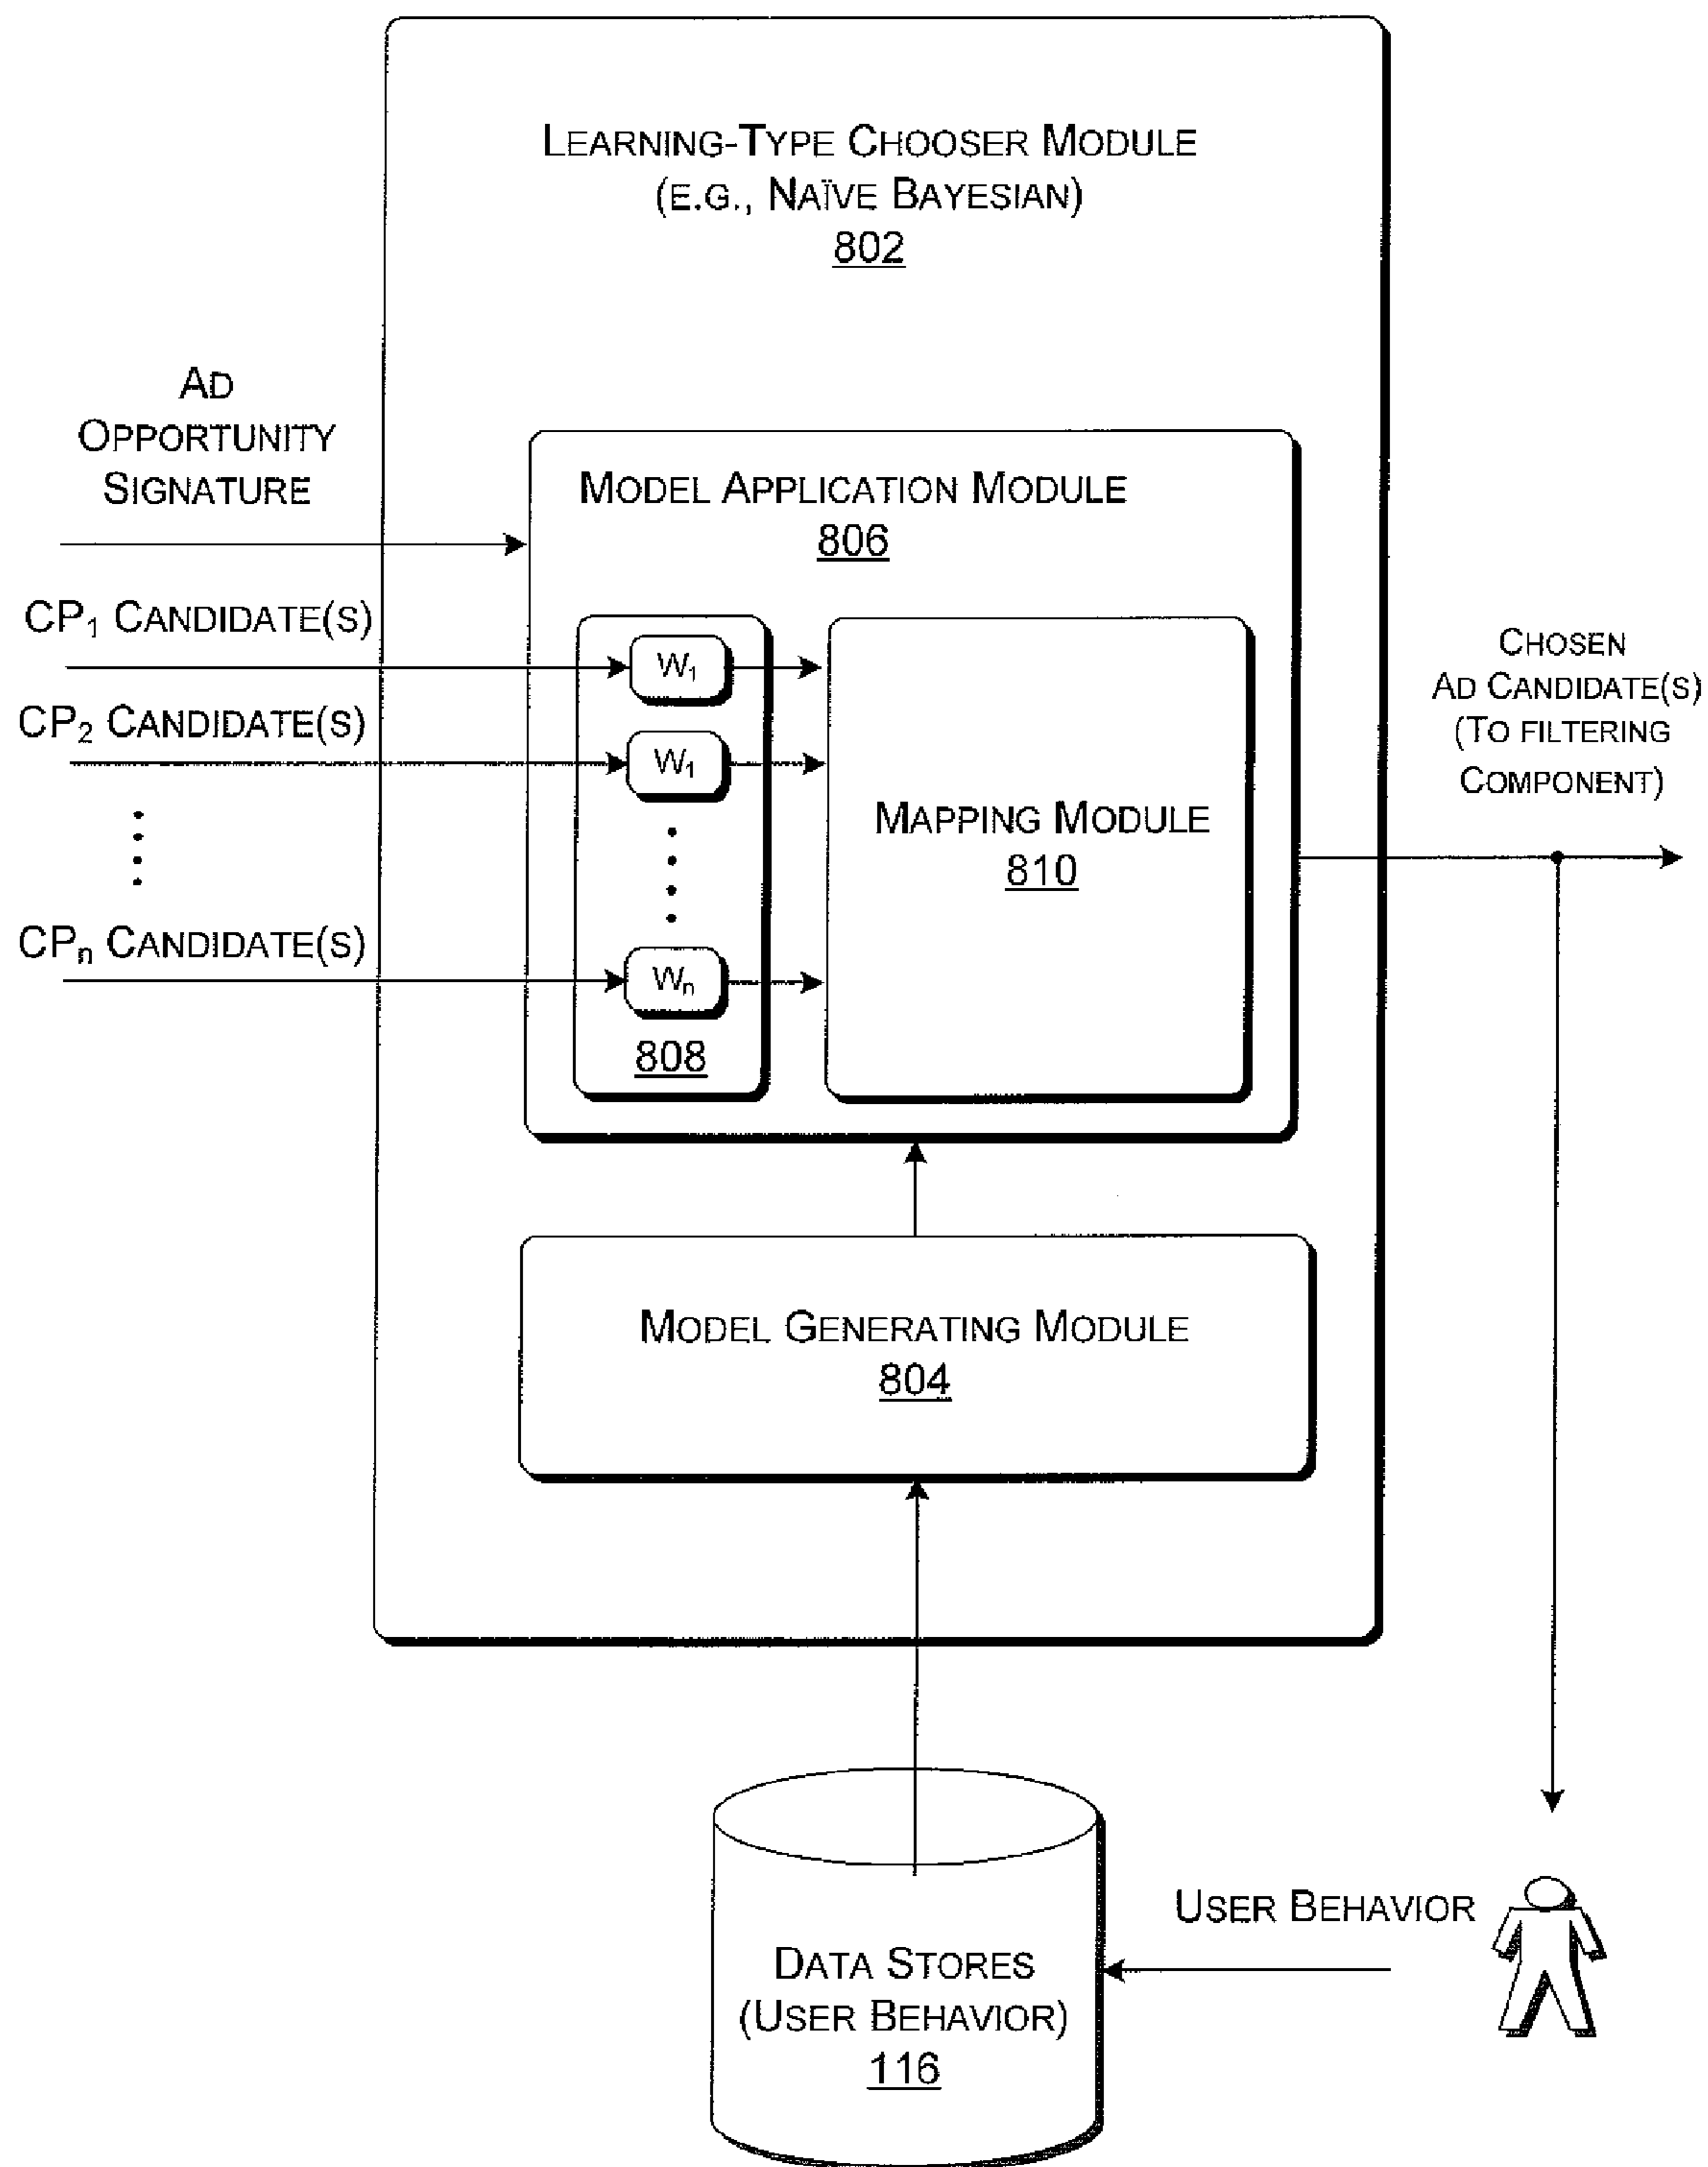 Learning-Type Chooser Module
(e.g., Naïve Bayesian)
802
Ad
Opportunity
Signature
Model Application Module
806
CP1 Candidate(s)
W1
CP2 Candidate(s)
W1
CPn Candidate(s)
Wn
808
Mapping Module
810
Chosen
Ad Candidate(s)
(To filtering
Component)
Model Generating Module
804
User Behavior
Data Stores
(User Behavior)
116